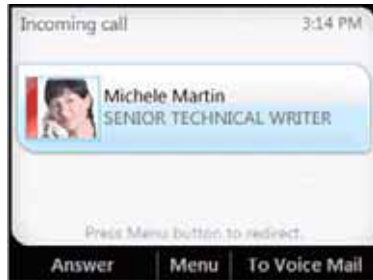 Incoming call 3:14 PM
Michele Martin
SENIOR TECHNICAL WRITER
Press Menu button to redirect.
Answer Menu To Voice Mail